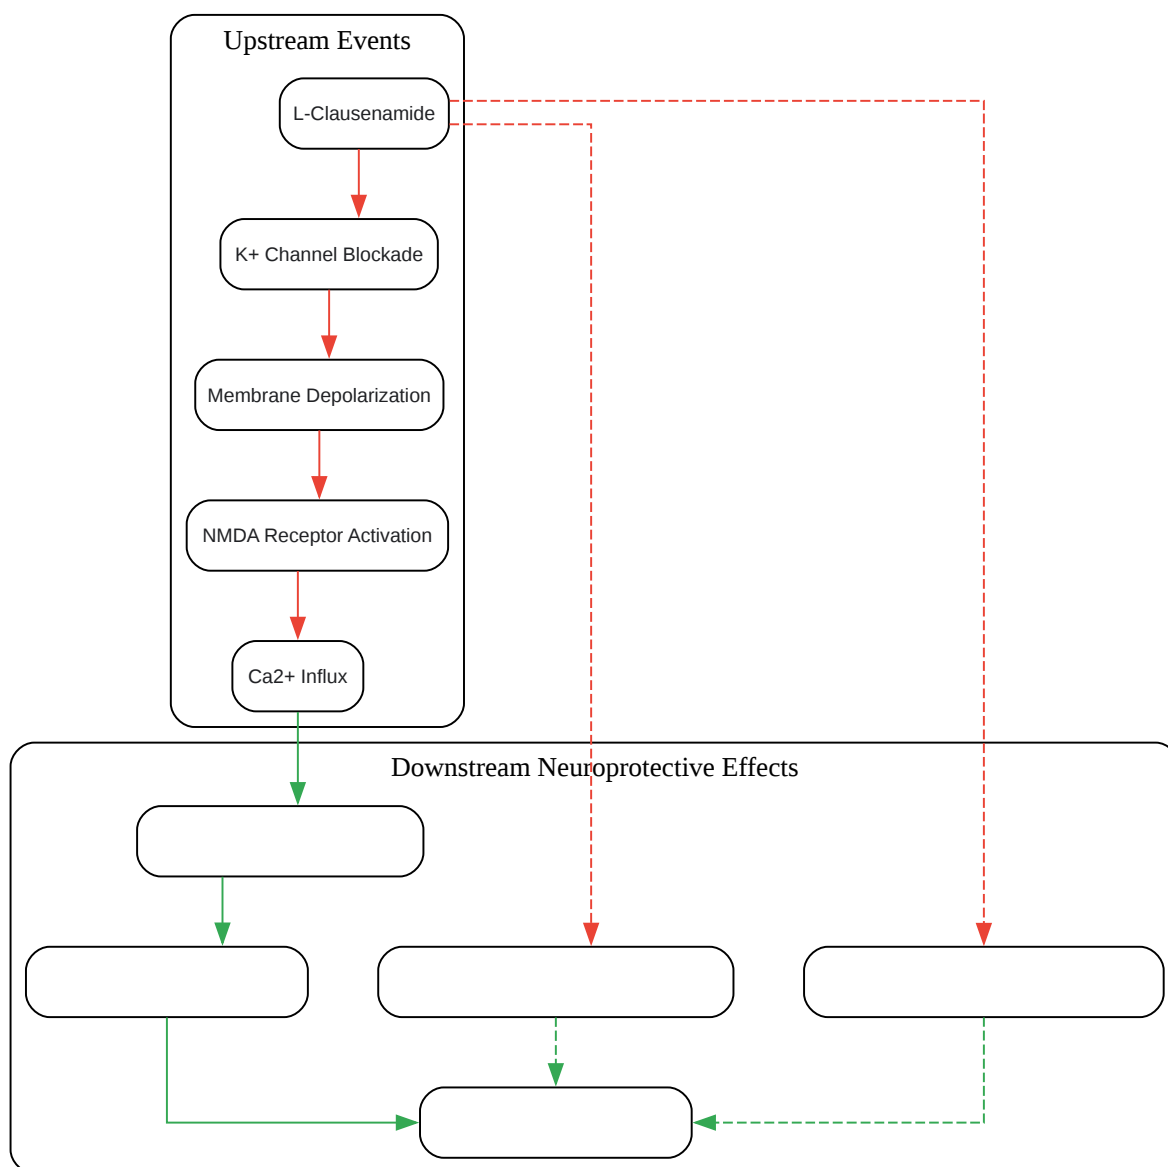 Upstream Events
L-Clausenamide
K+ Channel Blockade
Membrane Depolarization
NMDA Receptor Activation
Ca2+ Influx
Downstream Neuroprotective Effects